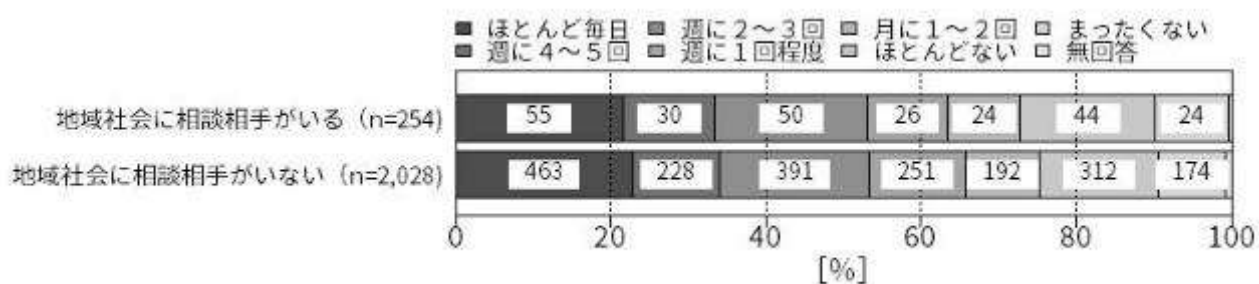 ■ ほとんど毎日 ■ 週に2～3回 ■ 月に1～2回 □ まったくない
■ 週に4～5回 ■ 週に1回程度 □ ほとんどない □ 無回答
地域社会に相談相手がいる（n=254) 55 30 50 26 24 44 24
地域社会に相談相手がいない（n=2,028) 463 228 391 251 192 312 174
0 20 40 60 80 100
[%]